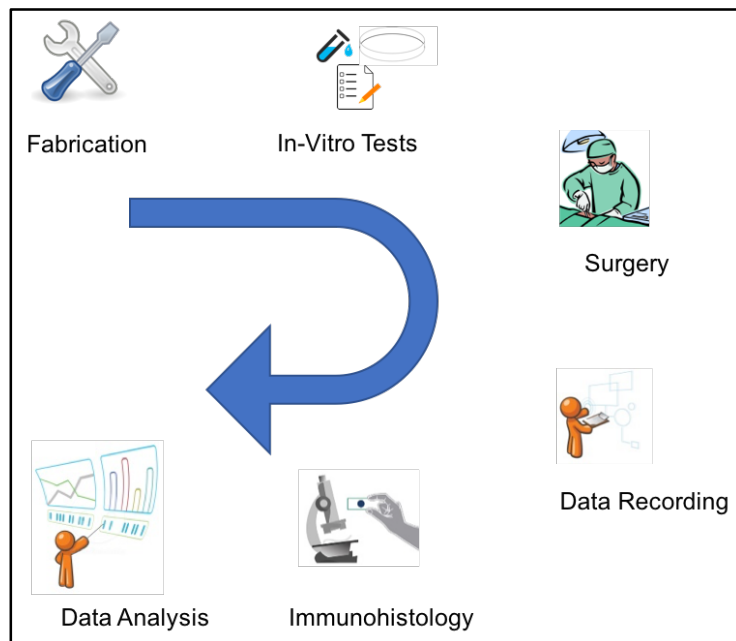 Fabrication
In-Vitro Tests
Surgery
Data Recording
Immunohistology
Data Analysis